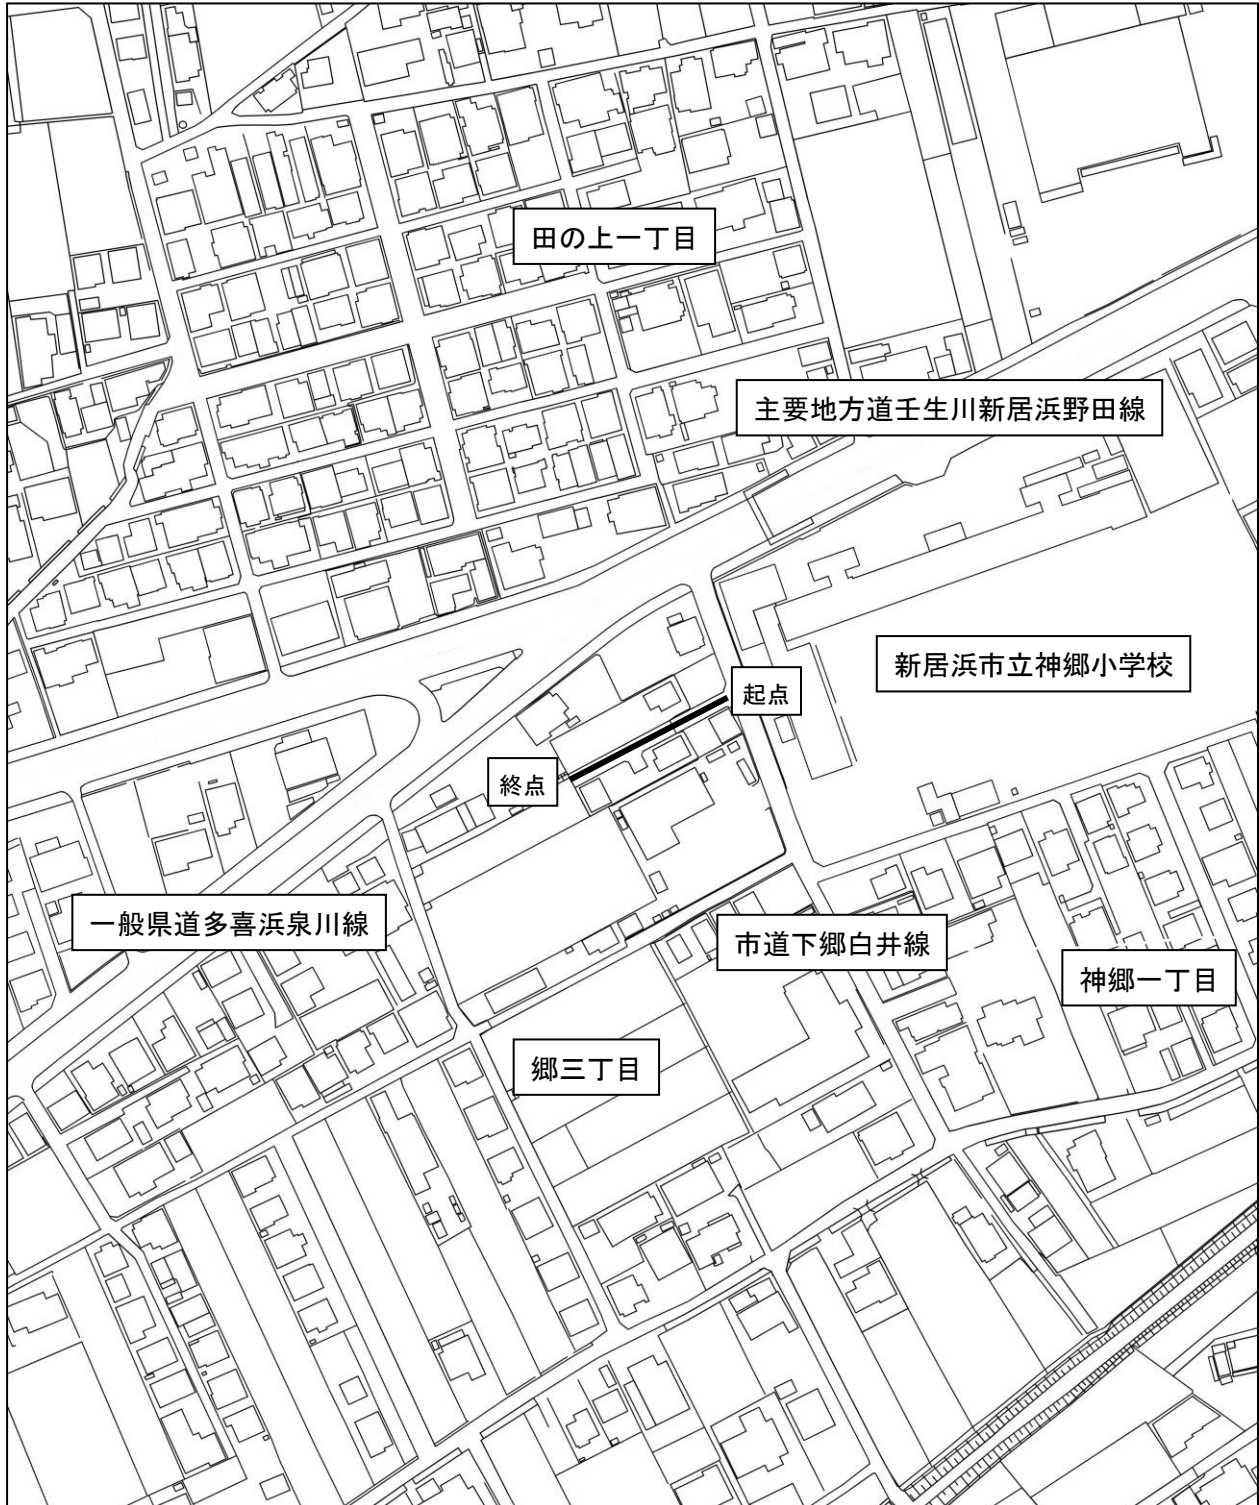 田の上一丁目
主要地方道壬生川新居浜野田線
新居浜市立神郷小学校
起点
終点
一般県道多喜浜泉川線
市道下郷白井線
神郷一丁目
郷三丁目